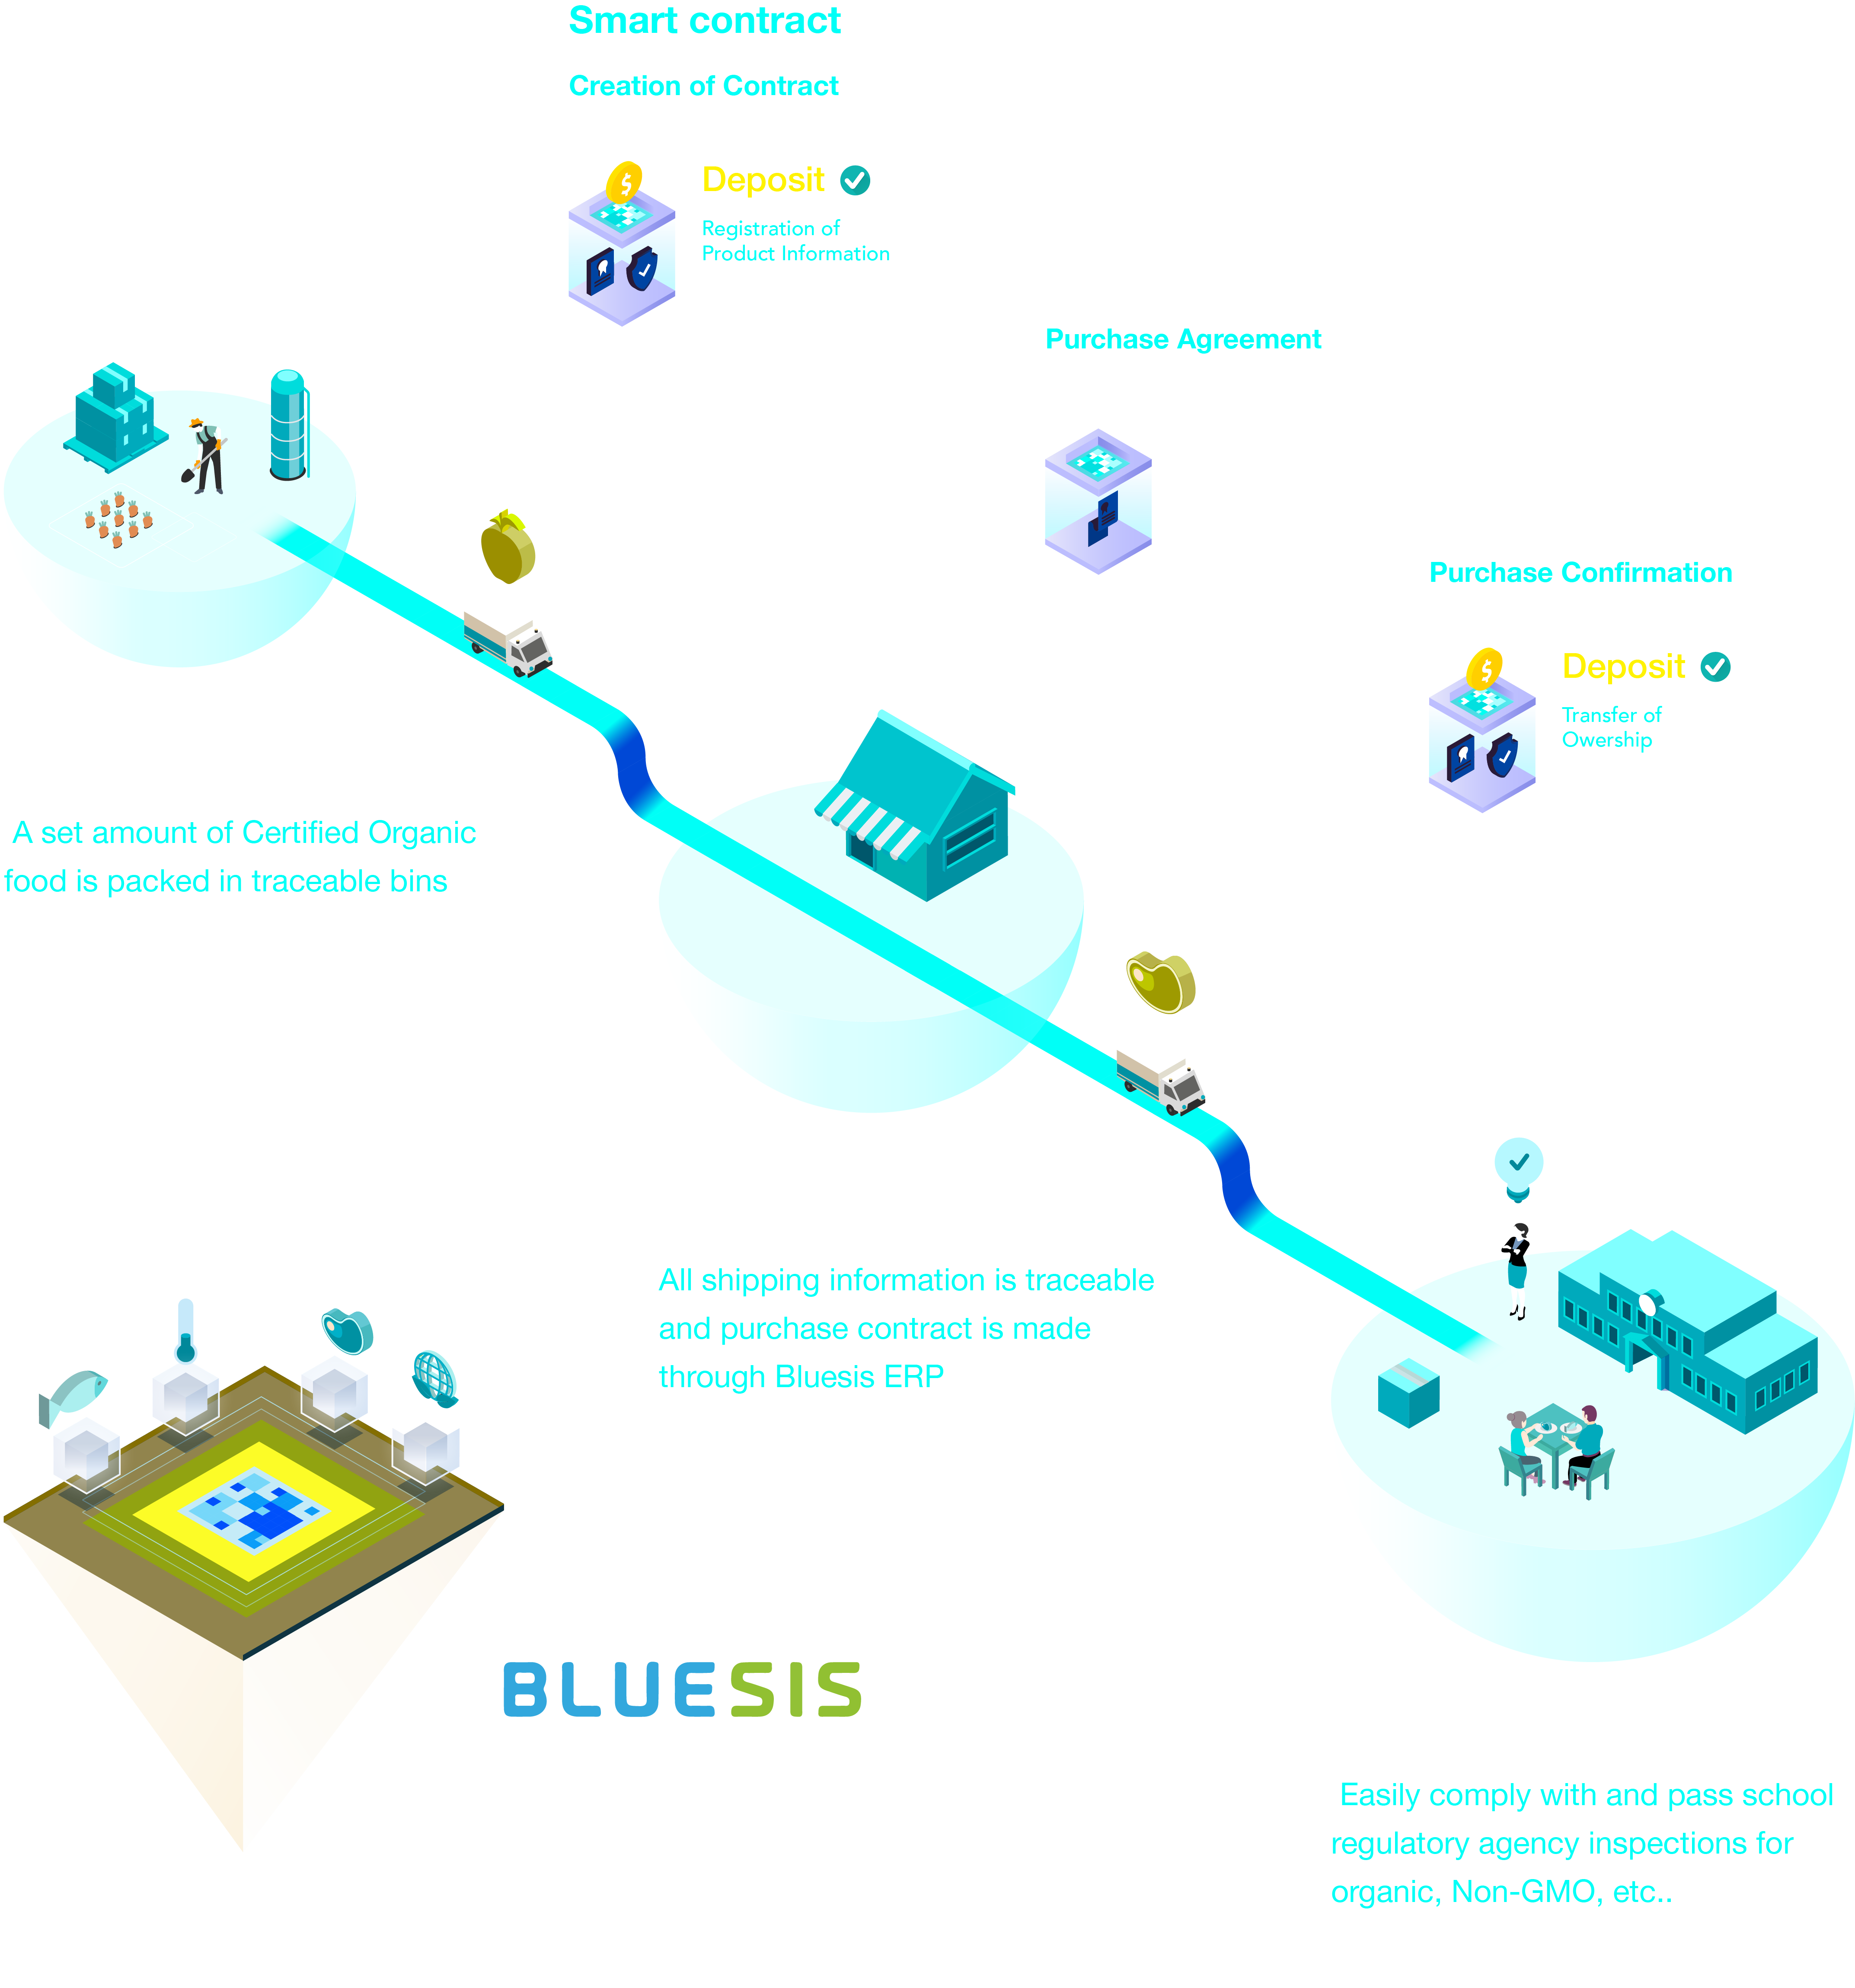 Smart contract
Creation of Contract
Deposit
Registration of
Product Information
Purchase Agreement
Purchase Confirmation
Deposit
Transfer of
Owership
A set amount of Certified Organic
food is packed in traceable bins
All shipping information is traceable
and purchase contract is made
through Bluesis ERP
BLUESIS
Easily comply with and pass school
regulatory agency inspections for
organic, Non-GMO, etc..